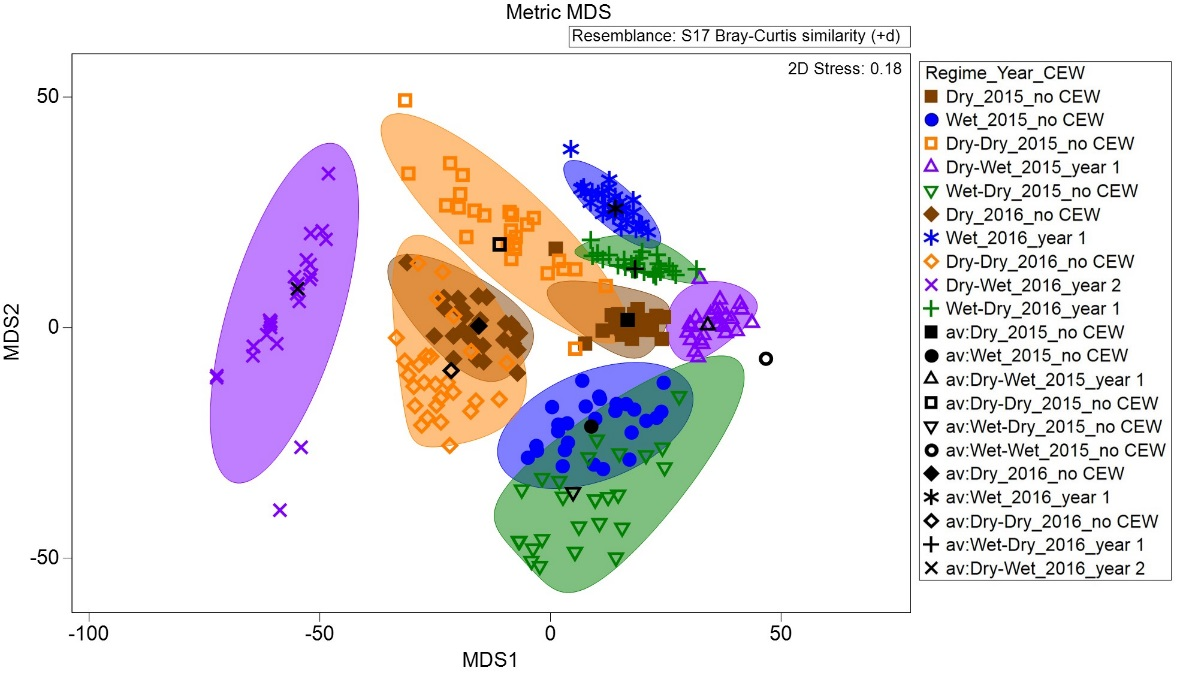 Metric MDS
Resemblance: S17 Bray-Curtis similarity (+d)
2D Stress: 0.18
50
0
-50
MDS2
-100
-50
0
50
MDS1
Regime_Year_CEW
Dry_2015_no CEW
Wet_2015_no CEW
Dry-Dry_2015_no CEW
Dry-Wet_2015_year 1
Wet-Dry_2015_no CEW
Dry_2016_no CEW
Wet_2016_year 1
Dry-Dry_2016_no CEW
Dry-Wet_2016_year 2
Wet-Dry_2016_year 1
av:Dry_2015_no CEW
av:Wet_2015_no CEW
av:Dry-Wet_2015_year 1
av:Dry-Dry_2015_no CEW
av:Wet-Dry_2015_no CEW
av:Wet-Wet_2015_no CEW
av:Dry_2016_no CEW
av:Wet_2016_year 1
av:Dry-Dry_2016_no CEW
av:Wet-Dry_2016_year 1
av:Dry-Wet_2016_year 2